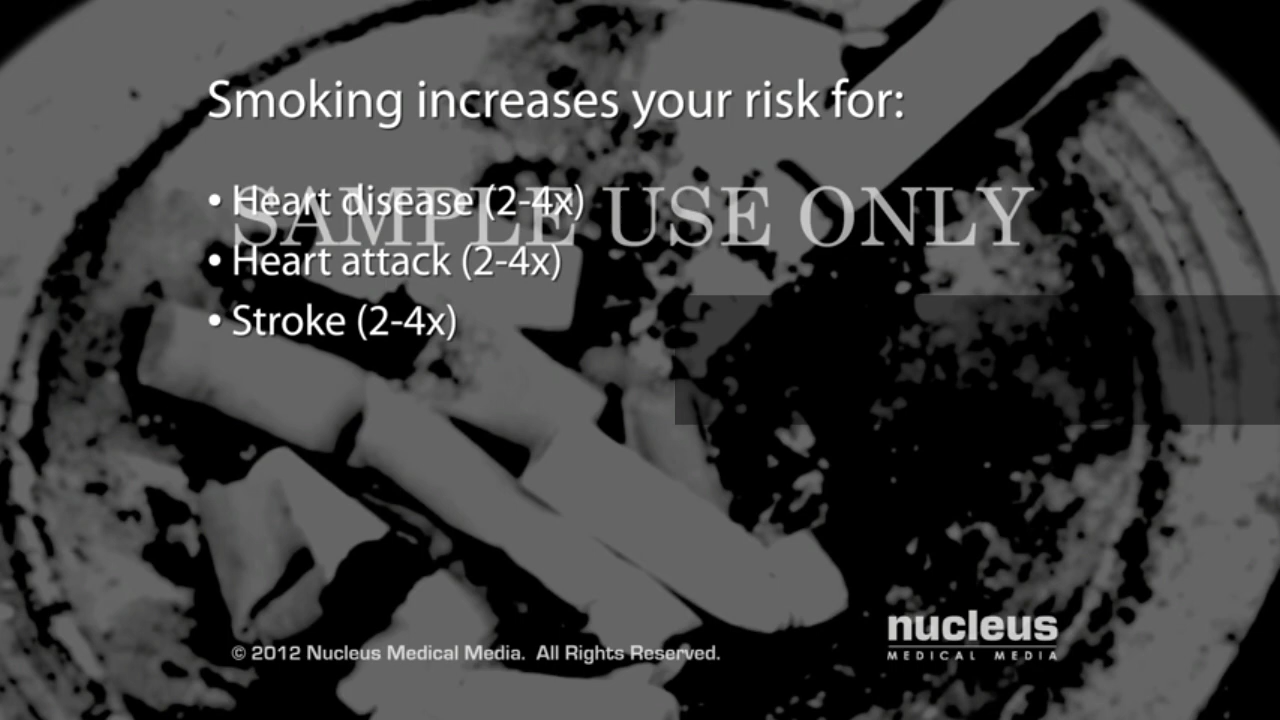 Smoking increases your risk for:
• Heart disease (2-4x)
SAMPLE USE ONLY
• Heart attack (2-4x)
• Stroke (2-4x)
nucleus
MEDICAL MEDIA
© 2012 Nucleus Medical Media. All Rights Reserved.